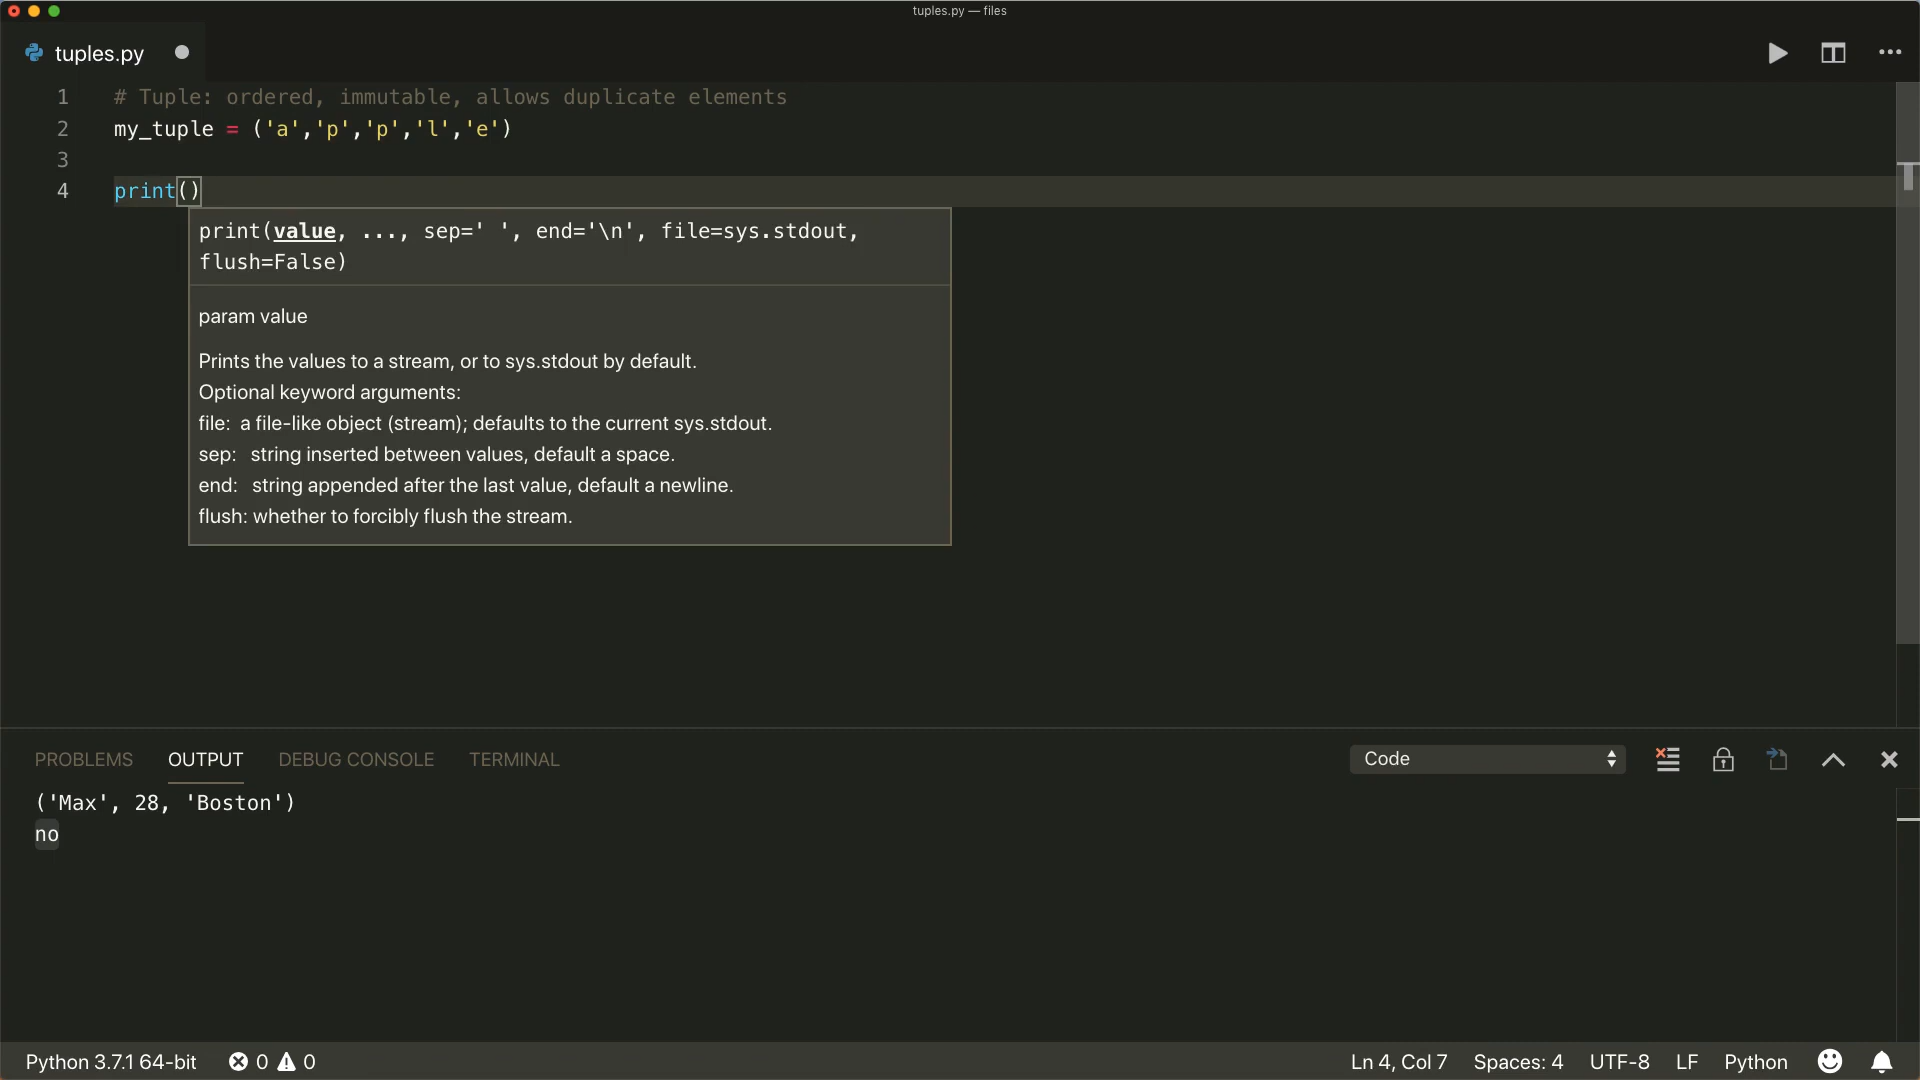 tuples.py — files
tuples.py
1 # Tuple: ordered, immutable, allows duplicate elements
2 my_tuple = ('a','p','p','l','e')
3
4 print()
print(value, ..., sep=' ', end='\n', file=sys.stdout,
flush=False)
param value
Prints the values to a stream, or to sys.stdout by default.
Optional keyword arguments:
file: a file-like object (stream); defaults to the current sys.stdout.
sep: string inserted between values, default a space.
end: string appended after the last value, default a newline.
flush: whether to forcibly flush the stream.
PROBLEMS OUTPUT DEBUG CONSOLE TERMINAL Code
('Max', 28, 'Boston')
no
Python 3.7.1 64-bit 0 0 Ln 4, Col 7 Spaces: 4 UTF-8 LF Python